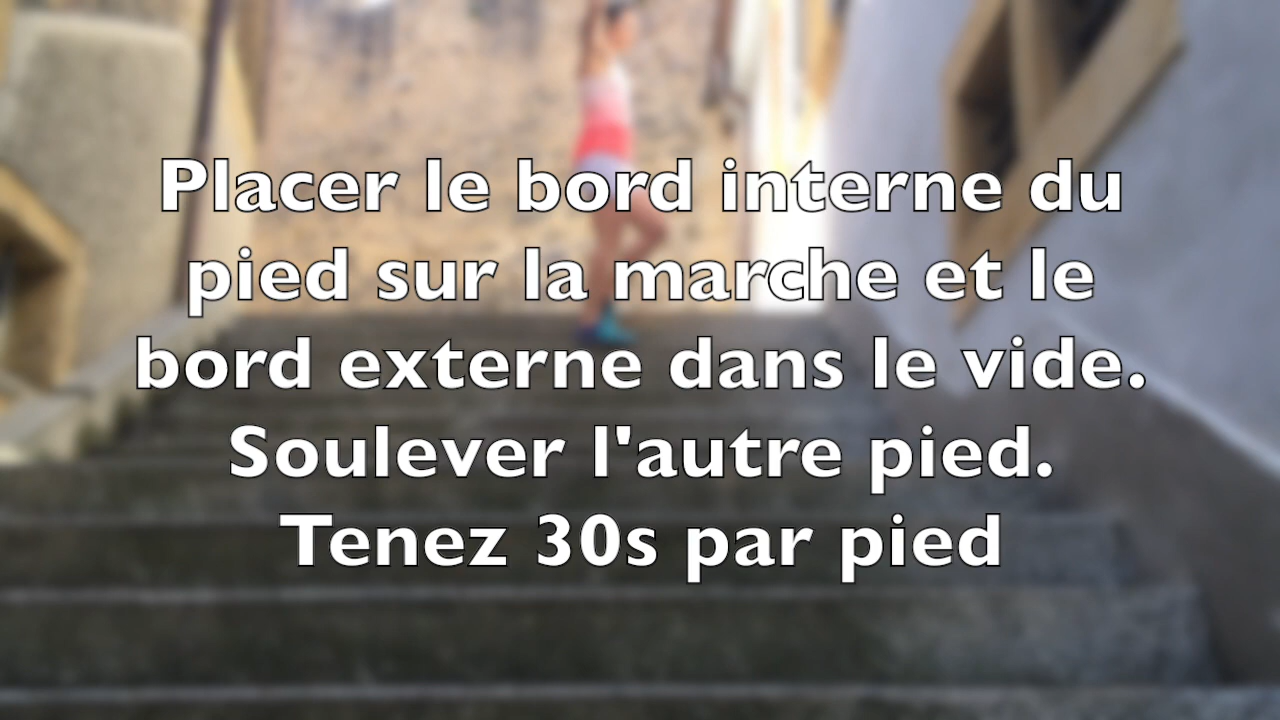 Placer le bord interne du
pied sur la marche et le
bord externe dans le vide.
Soulever l'autre pied.
Tenez 30s par pied